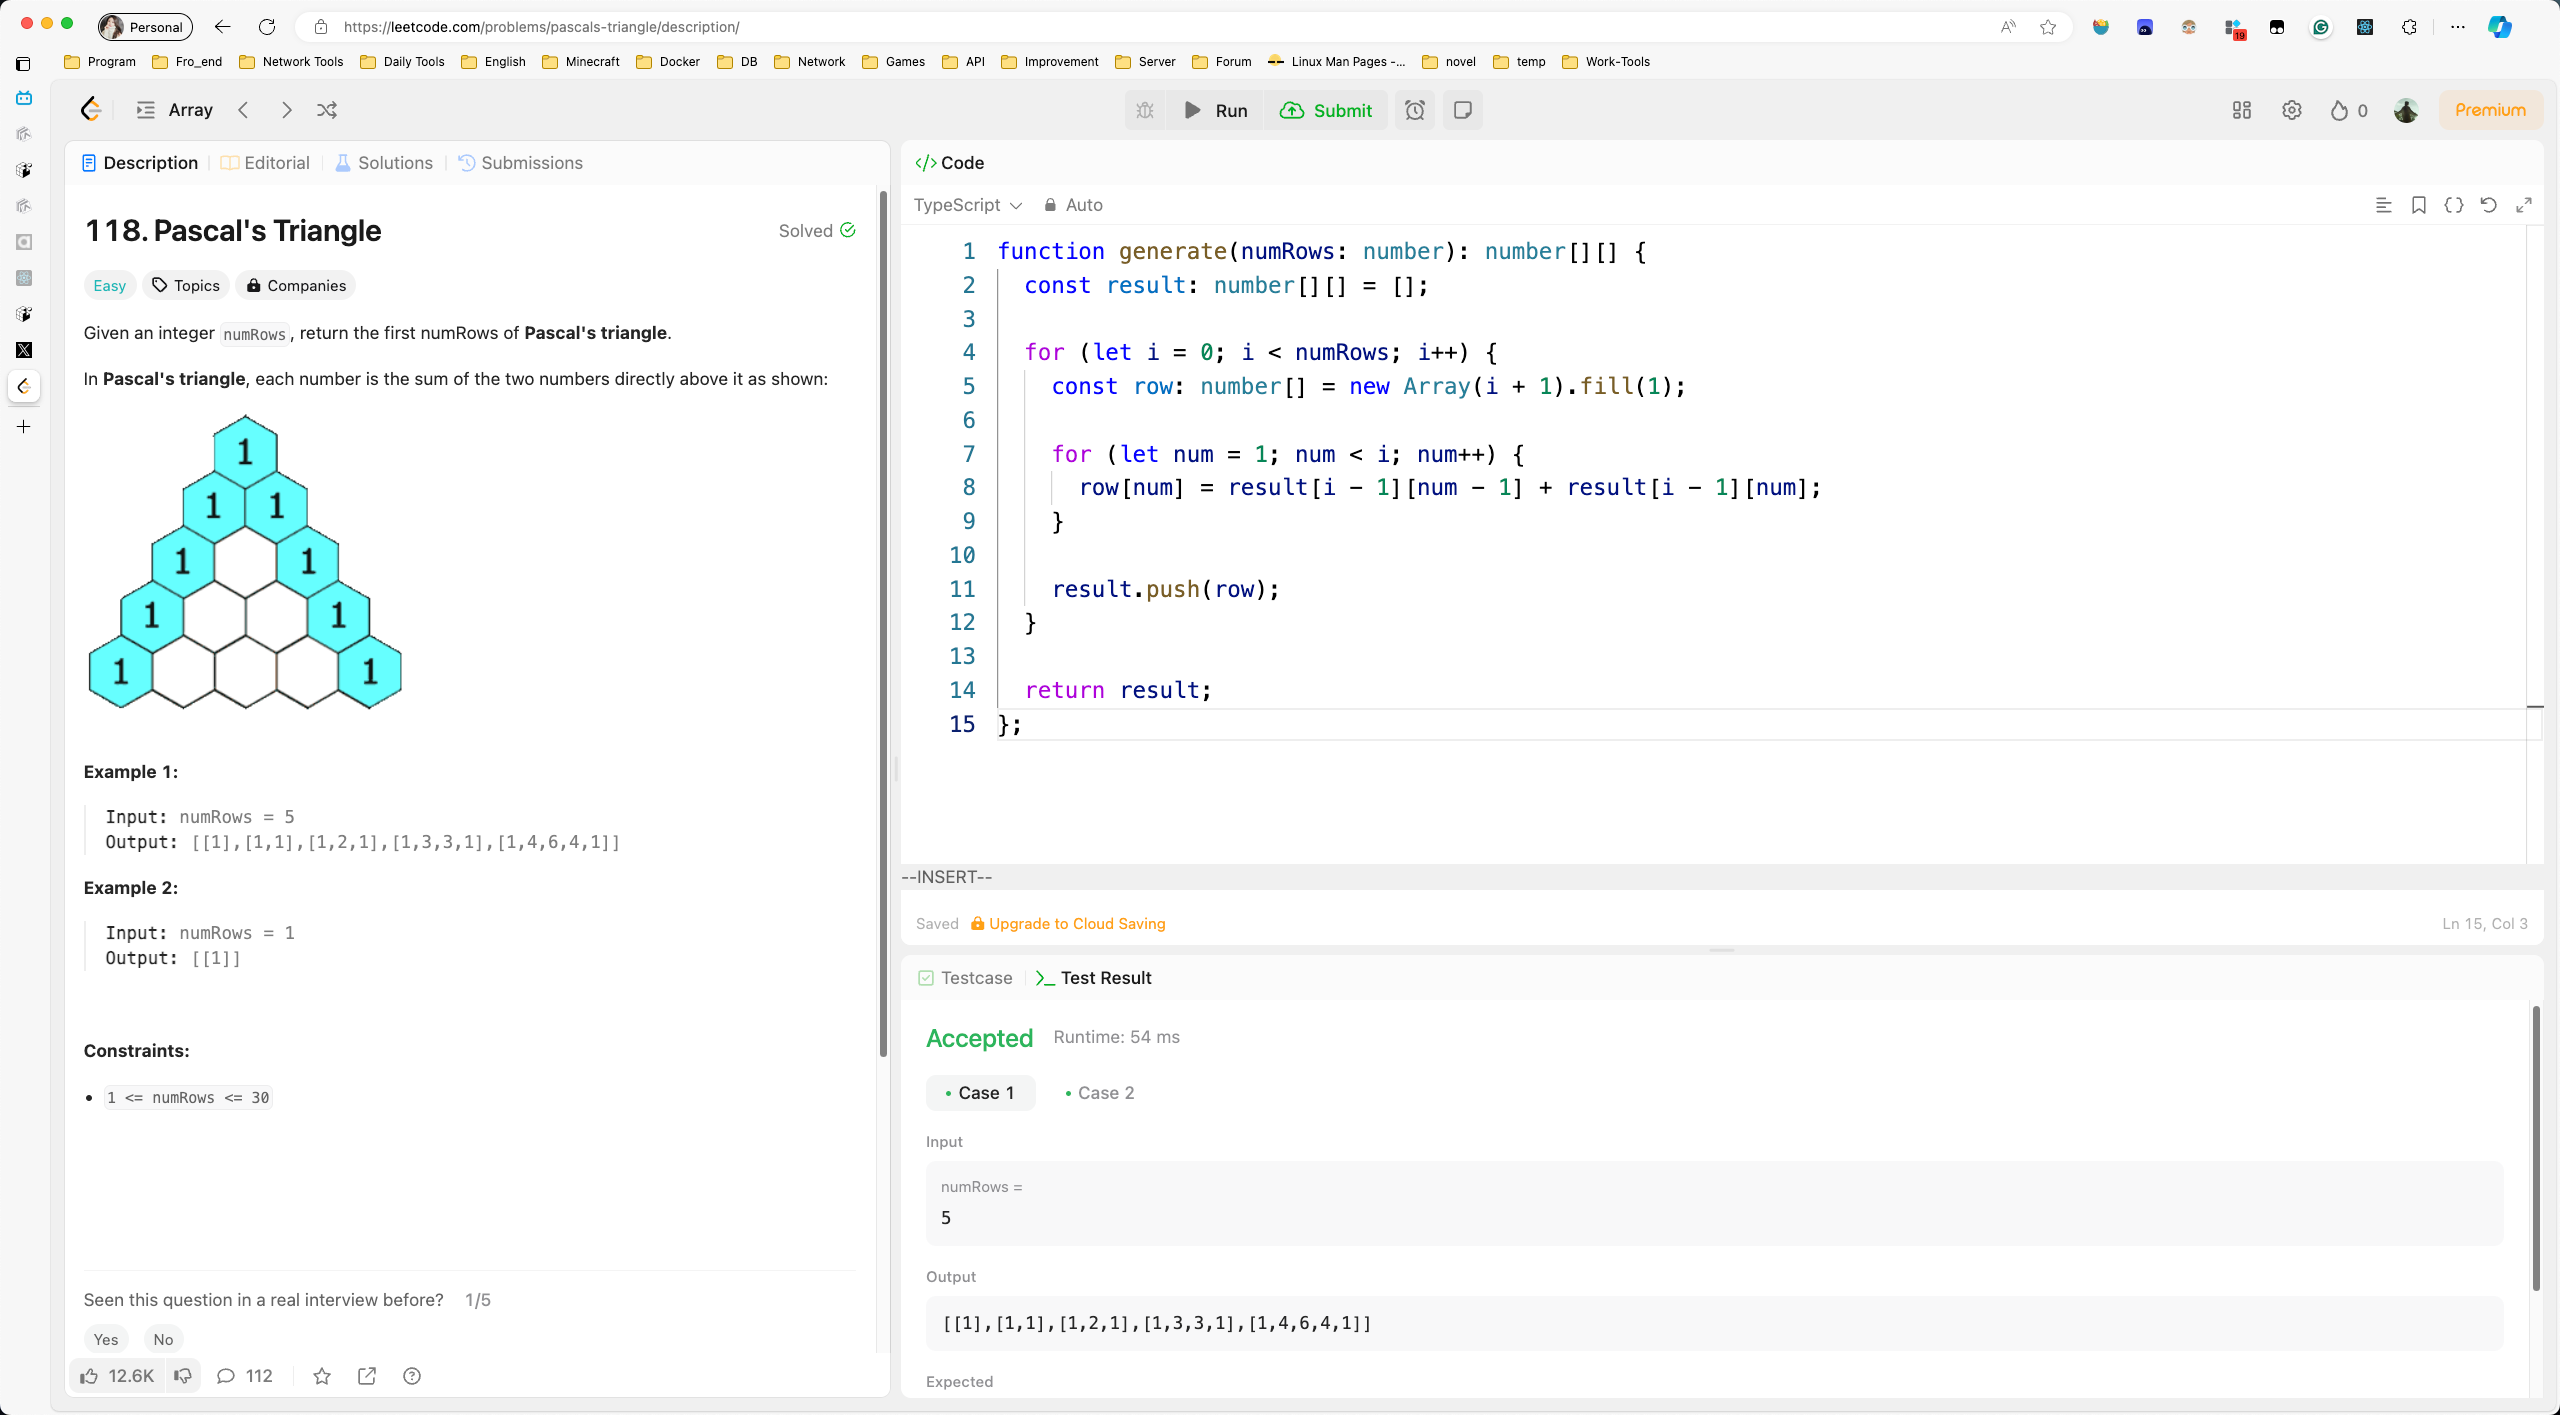 Personal
https://leetcode.com/problems/pascals-triangle/description/
19
Program Fro_end Network Tools Daily Tools English Minecraft Docker DB Network Games API Improvement Server Forum Linux Man Pages -... novel temp Work-Tools
Array
Run Submit
0
Premium
Description Editorial Solutions Submissions
118. Pascal's Triangle
Solved
Easy Topics Companies
Given an integer numRows, return the first numRows of Pascal's triangle.
In Pascal's triangle, each number is the sum of the two numbers directly above it as shown:
1
1 1
1 1
1 1
1 1
Example 1:
Input: numRows = 5
Output: [[1],[1,1],[1,2,1],[1,3,3,1],[1,4,6,4,1]]
Example 2:
Input: numRows = 1
Output: [[1]]
Constraints:
• 1 <= numRows <= 30
Seen this question in a real interview before? 1/5
Yes No
12.6K 112
</> Code
TypeScript Auto
1 function generate(numRows: number): number[][] {
2 const result: number[][] = [];
3
4 for (let i = 0; i < numRows; i++) {
5 const row: number[] = new Array(i + 1).fill(1);
6
7 for (let num = 1; num < i; num++) {
8 row[num] = result[i - 1][num - 1] + result[i - 1][num];
9 }
10
11 result.push(row);
12 }
13
14 return result;
15 };
--INSERT--
Saved Upgrade to Cloud Saving
Ln 15, Col 3
Testcase >_ Test Result
Accepted Runtime: 54 ms
• Case 1 • Case 2
Input
numRows =
5
Output
[[1],[1,1],[1,2,1],[1,3,3,1],[1,4,6,4,1]]
Expected